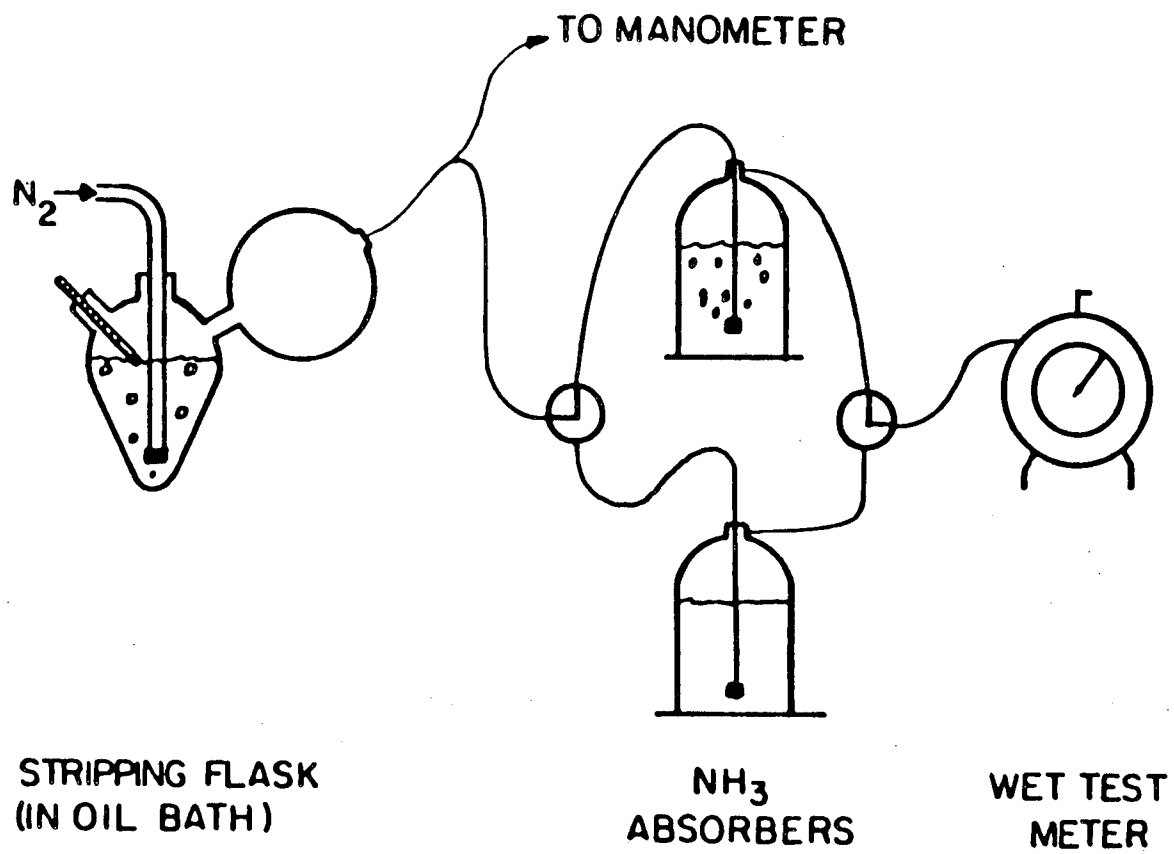 TO MANOMETER
N2
STRIPPING FLASK
(IN OIL BATH)
NH3
ABSORBERS
WET TEST
METER